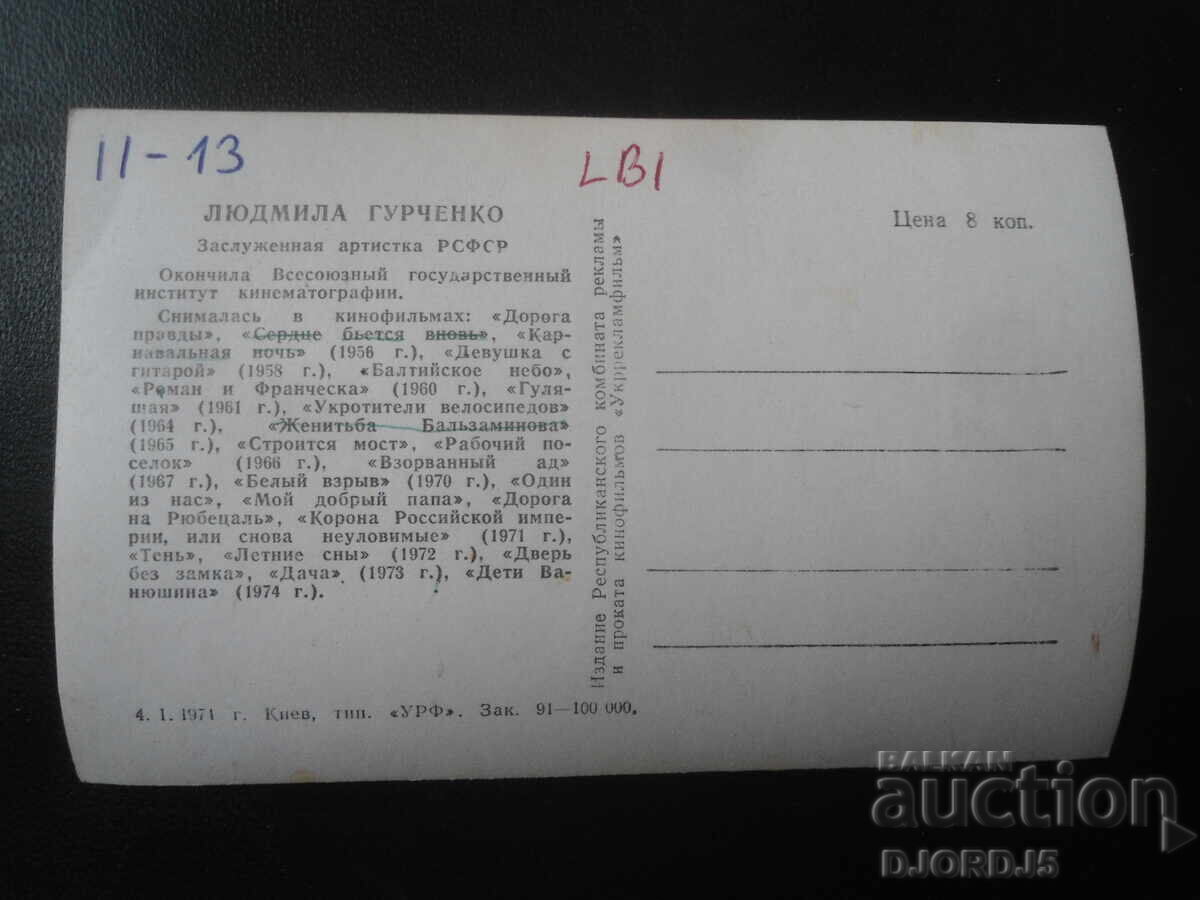 11-13
LB1
ЛЮДМИЛА ГУРЧЕНКО
Заслуженная артистка РСФСР
Окончила Всесоюзный государственный
институт кинематографии.
Снималась в кинофильмах: «Дорога
правды», «Сердце бьется вновь», «Кар-
навальная ночь» (1956 г.), «Девушка с
гитарой» (1958 г.), «Балтийское небо»,
«Роман и Франческа» (1960 г.), «Гуля-
щая» (1961 г.), «Укротители велосипедов»
(1964 г.), «Женитьба Бальзаминова»
(1965 г.), «Строится мост», «Рабочий по-
селок» (1966 г.), «Взорванный ад»
(1967 г.), «Белый взрыв» (1970 г.), «Один
из нас», «Мой добрый папа», «Дорога
на Рюбецаль», «Корона Российской импе-
рии, или снова неуловимые» (1971 г.),
«Тень», «Летние сны» (1972 г.), «Дверь
без замка», «Дача» (1973 г.), «Дети Ва-
нюшина» (1974 г.).
4. 1. 1974 г. Киев, тип. «УРФ». Зак. 91—100 000.
Издание Республиканского комбината рекламы
и проката кинофильмов «Укррекламфильм»
Цена 8 коп.
BALKAN
auction
DJORDJ5